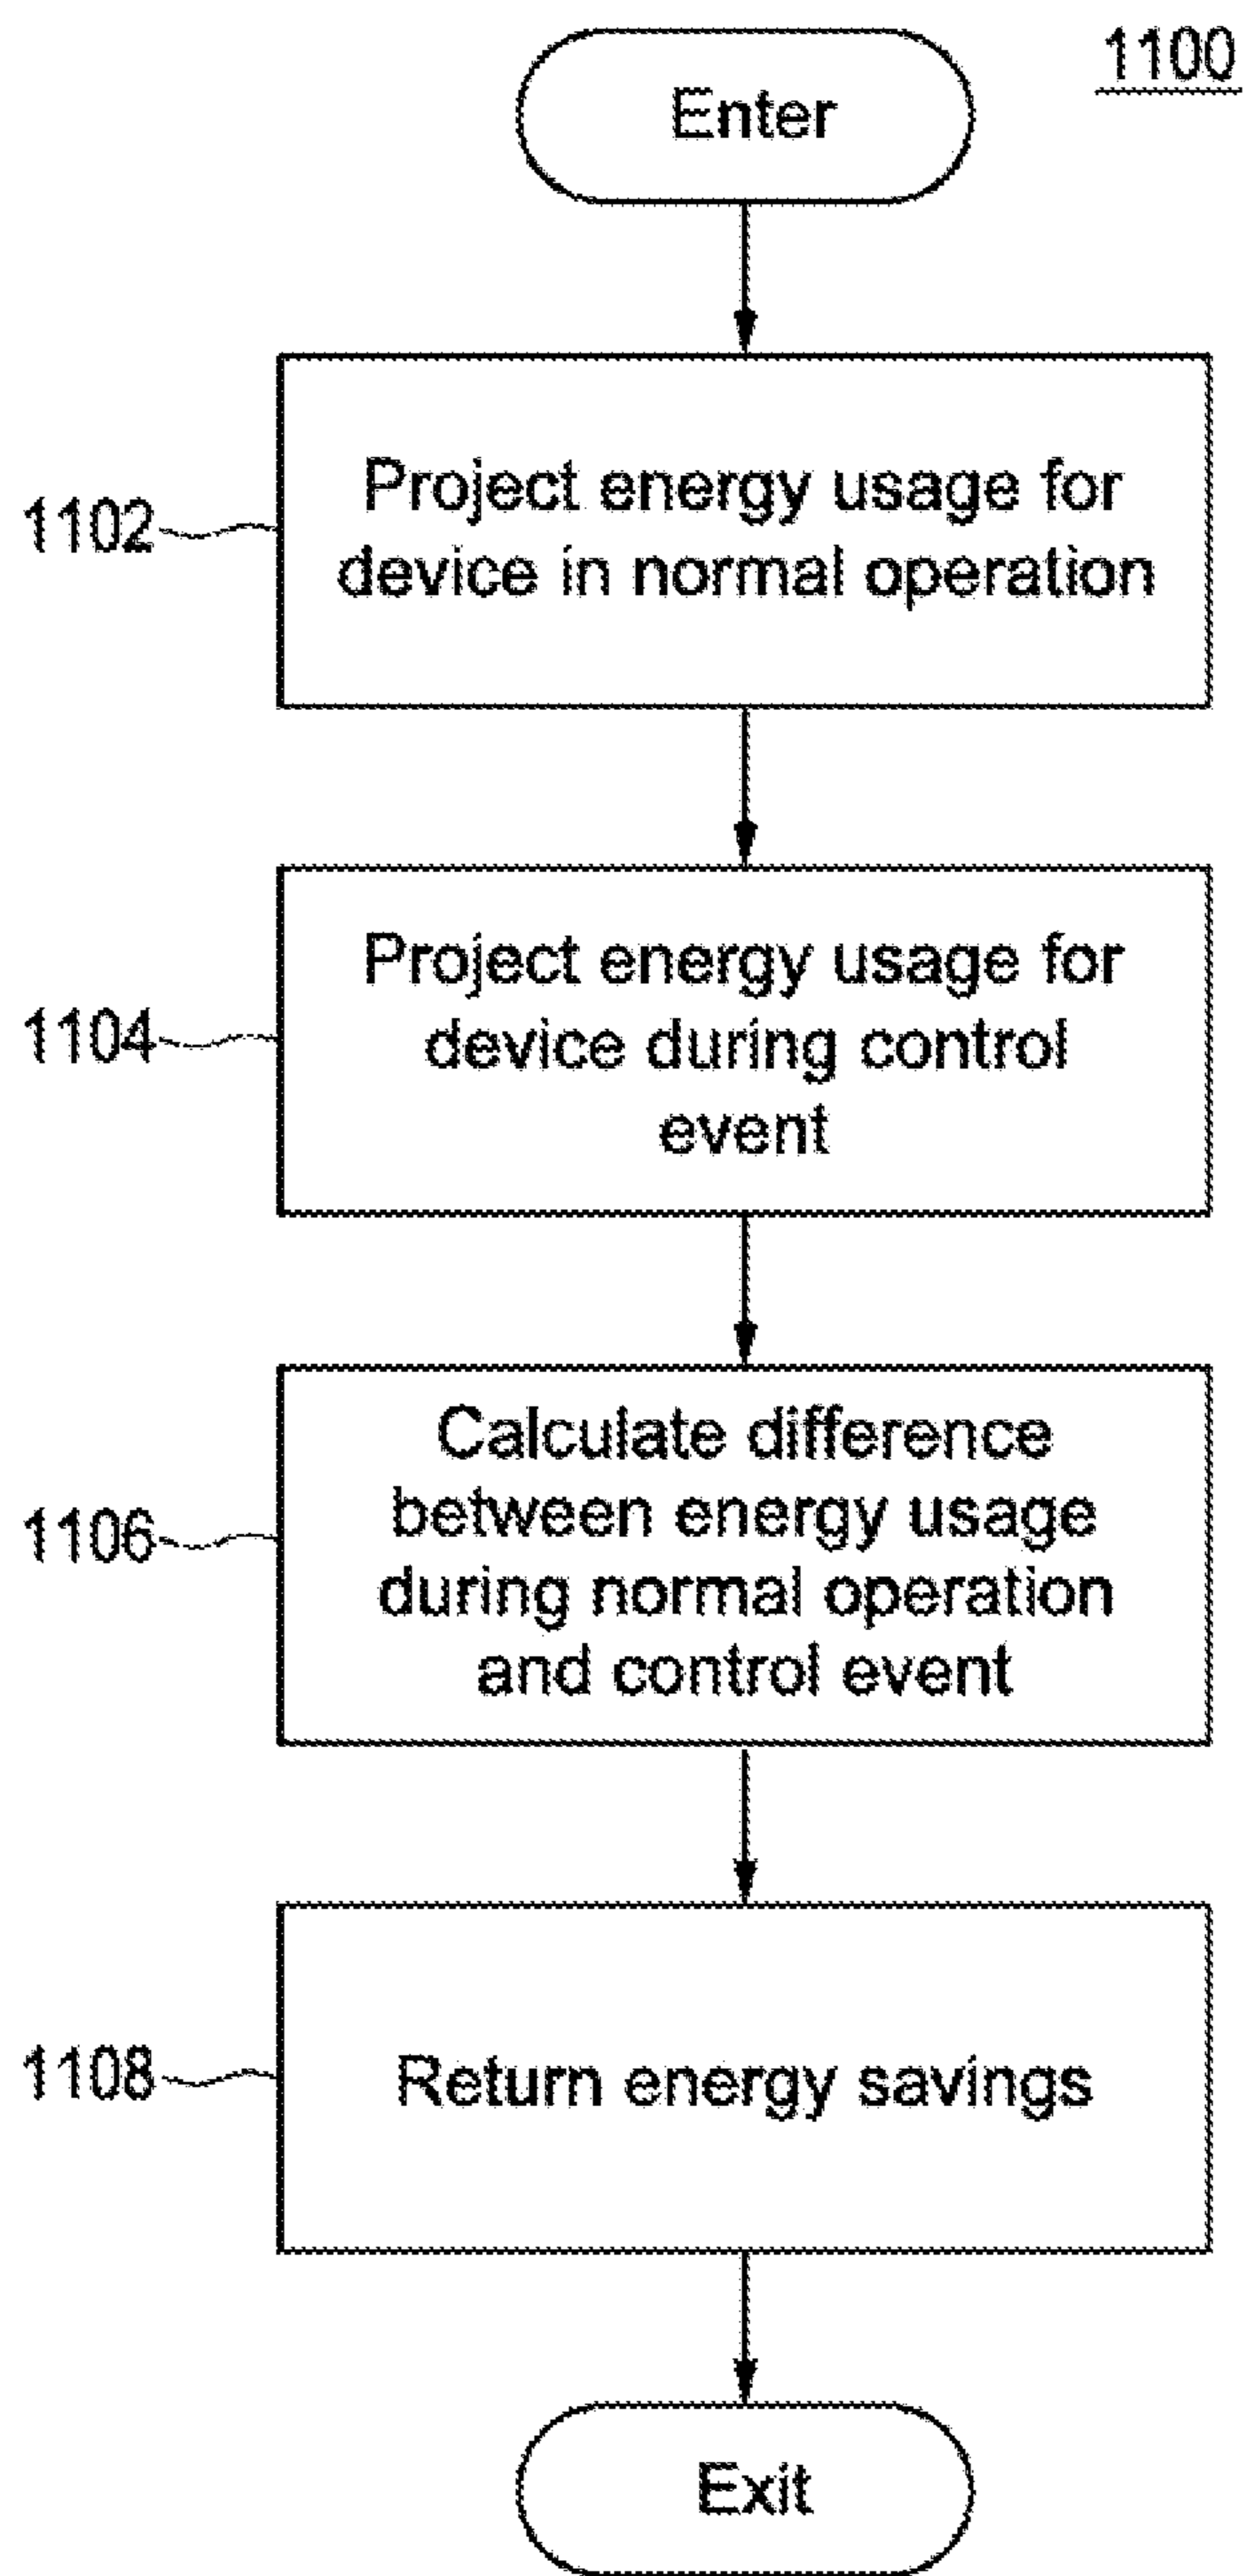 1100
Enter
1102
Project energy usage for
device in normal operation
1104
Project energy usage for
device during control
event
1106
Calculate difference
between energy usage
during normal operation
and control event
1108
Return energy savings
Exit